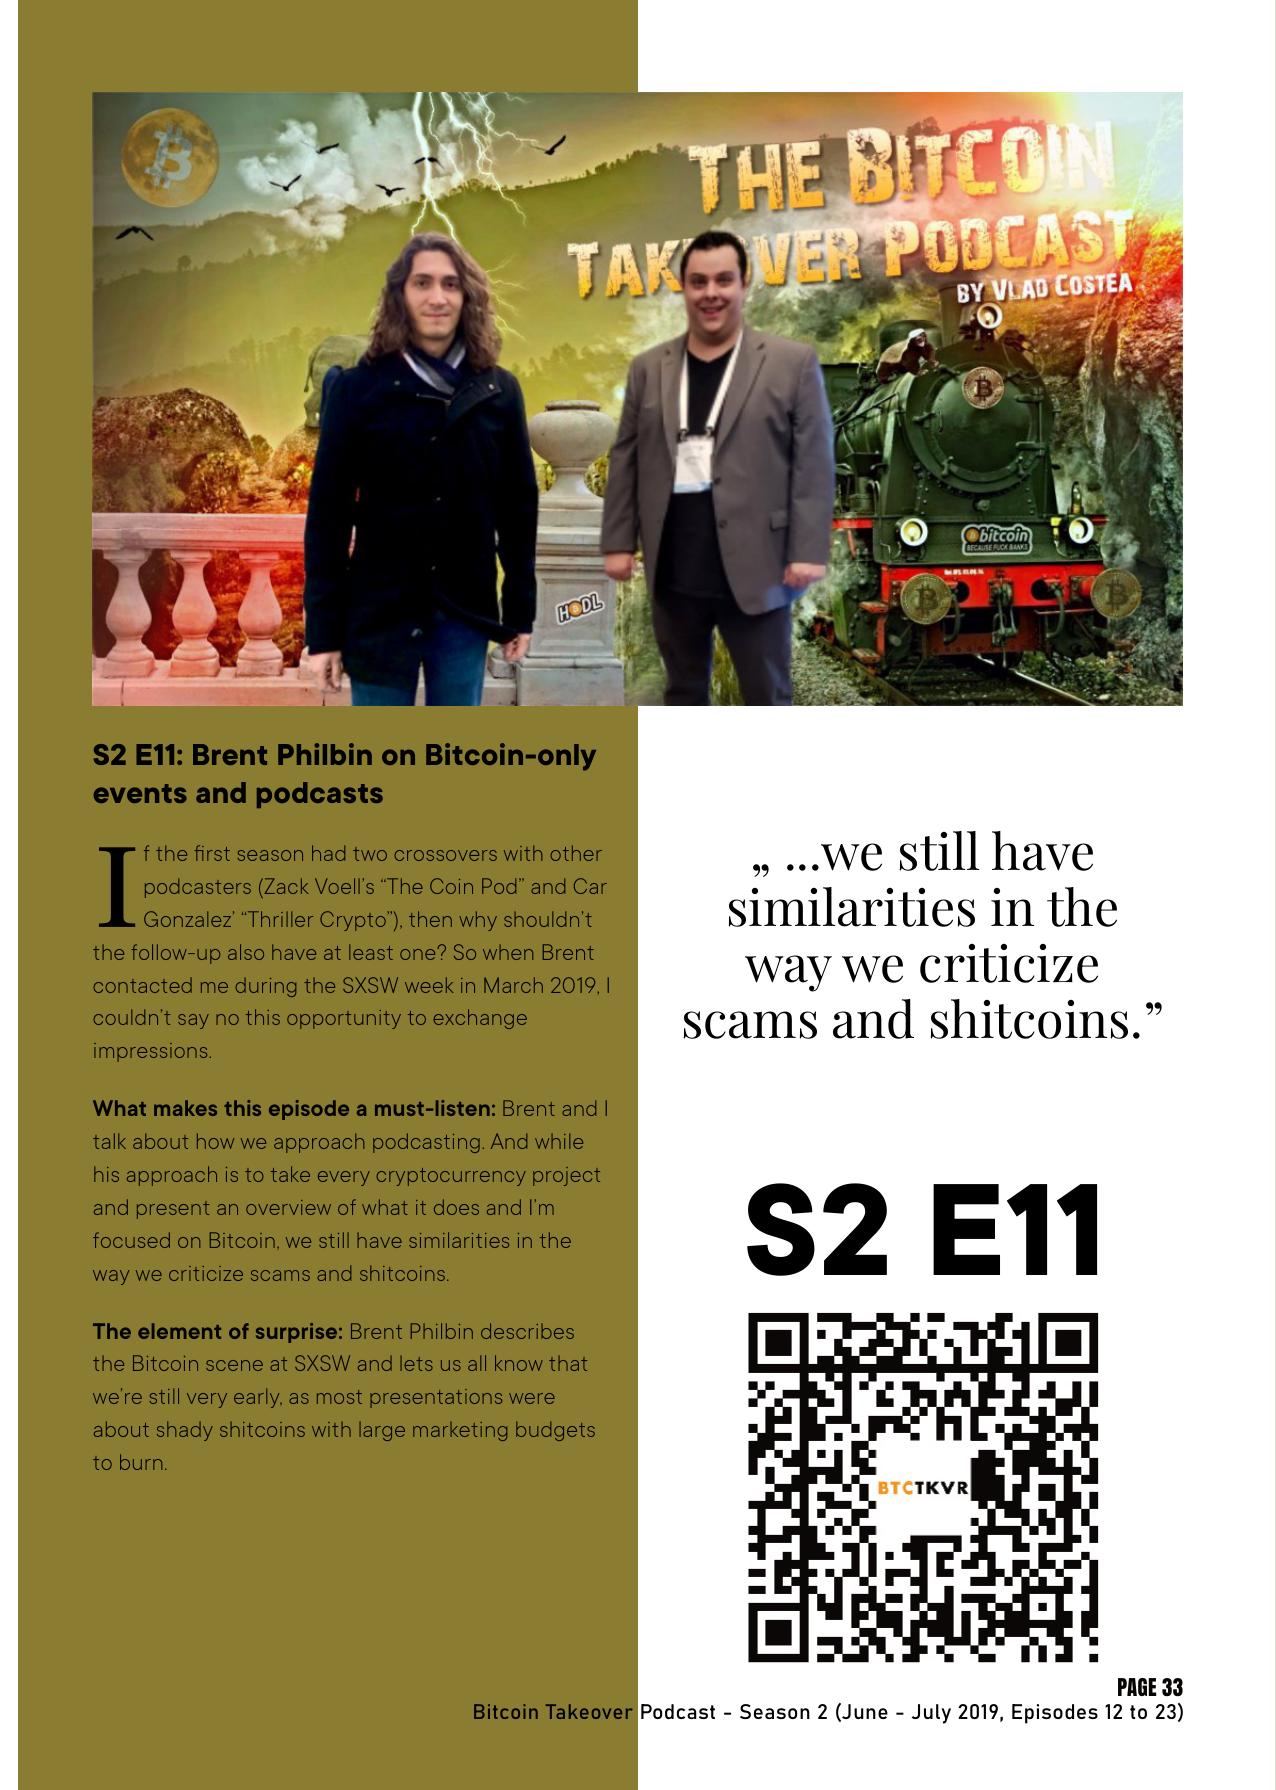 THE BITCOIN
TAKEOVER PODCAST
BY VLAD COSTEA
bitcoin
BECAUSE FUCK BANKS
HODL
S2 E11: Brent Philbin on Bitcoin-only
events and podcasts
If the first season had two crossovers with other
podcasters (Zack Voell’s “The Coin Pod” and Car
Gonzalez’ “Thriller Crypto”), then why shouldn’t
the follow-up also have at least one? So when Brent
contacted me during the SXSW week in March 2019, I
couldn’t say no this opportunity to exchange
impressions.
What makes this episode a must-listen: Brent and I
talk about how we approach podcasting. And while
his approach is to take every cryptocurrency project
and present an overview of what it does and I’m
focused on Bitcoin, we still have similarities in the
way we criticize scams and shitcoins.
The element of surprise: Brent Philbin describes
the Bitcoin scene at SXSW and lets us all know that
we’re still very early, as most presentations were
about shady shitcoins with large marketing budgets
to burn.
„ ...we still have
similarities in the
way we criticize
scams and shitcoins.”
S2 E11
BTCTKVR
PAGE 33
Bitcoin Takeover Podcast - Season 2 (June - July 2019, Episodes 12 to 23)